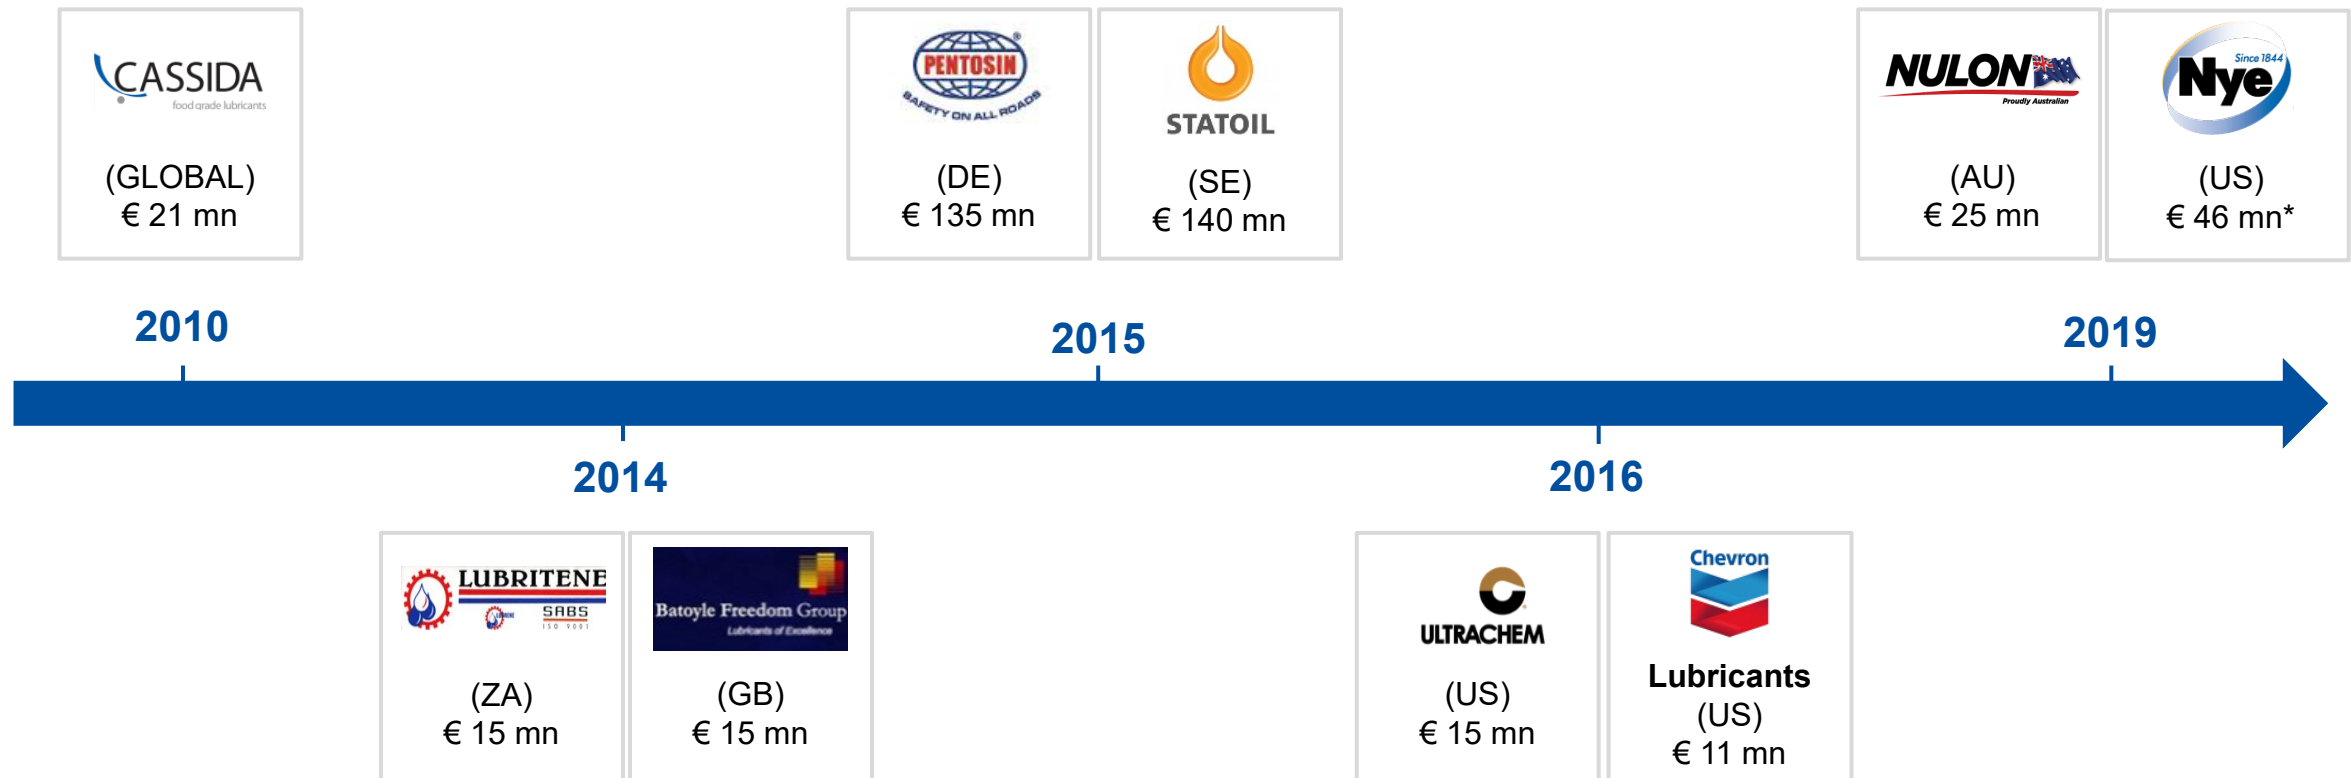 CASSIDA
food grade lubricants
(GLOBAL)
€ 21 mn
PENTOSIN
®
SAFETY ON ALL ROADS
(DE)
€ 135 mn
STATOIL
(SE)
€ 140 mn
NULON
Proudly Australian
(AU)
€ 25 mn
Since 1844
Nye
(US)
€ 46 mn*
2010
2015
2019
2014
2016
LUBRITENE
SABS
ISO 9001
(ZA)
€ 15 mn
Batoyle Freedom Group
Lubricants of Excellence
(GB)
€ 15 mn
ULTRACHEM
(US)
€ 15 mn
Chevron
Lubricants
(US)
€ 11 mn